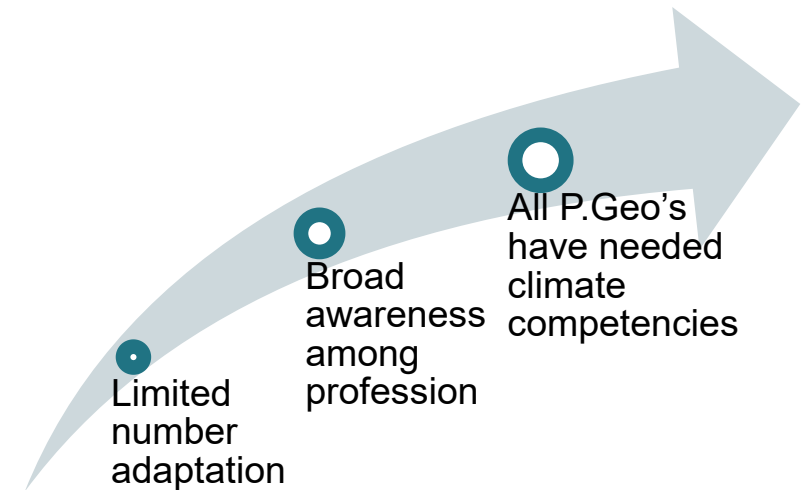 Limited
number
adaptation
Broad
awareness
among
profession
All P.Geo’s
have needed
climate
competencies